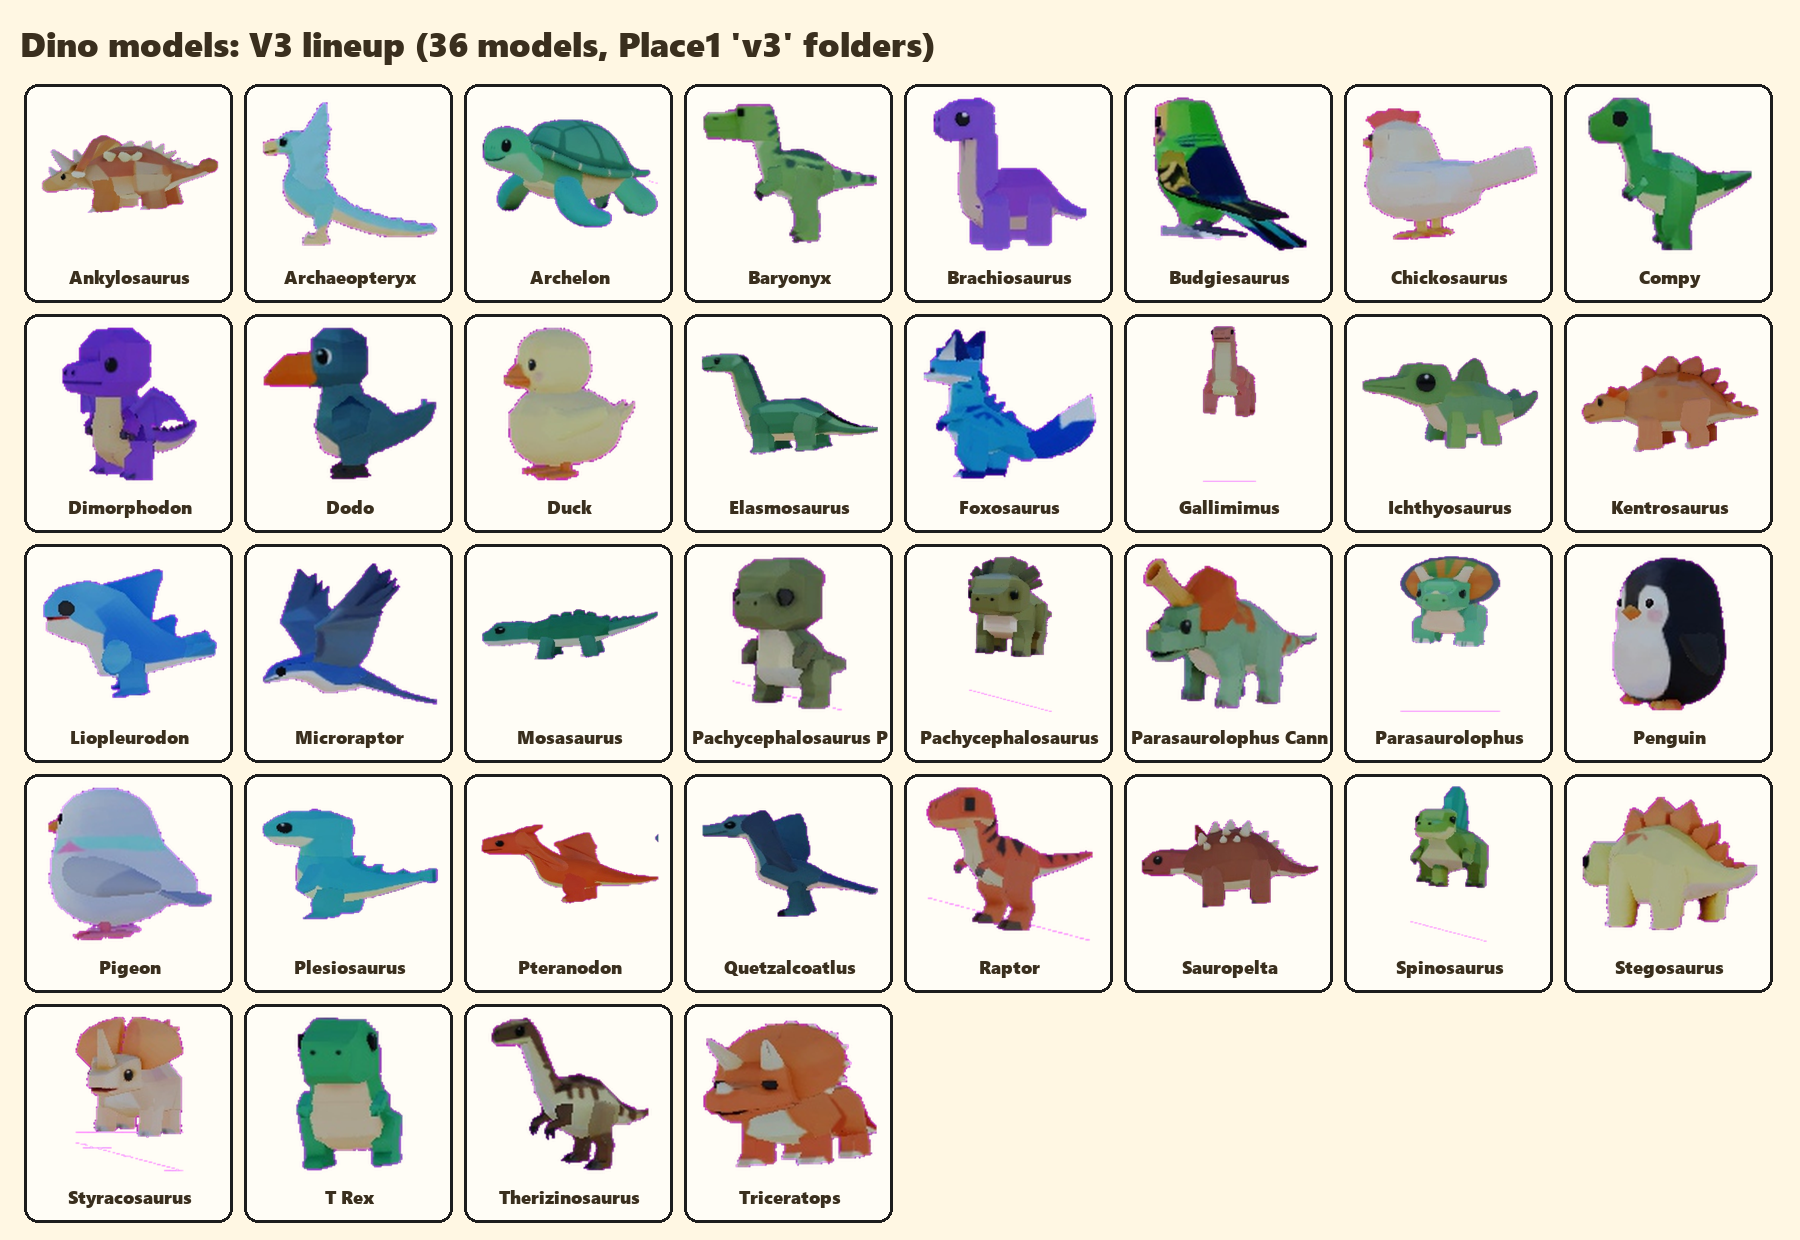 Dino models: V3 lineup (36 models, Place1 'v3' folders)
Ankylosaurus
Archaeopteryx
Archelon
Baryonyx
Brachiosaurus
Budgiesaurus
Chickosaurus
Compy
Dimorphodon
Dodo
Duck
Elasmosaurus
Foxosaurus
Gallimimus
Ichthyosaurus
Kentrosaurus
Liopleurodon
Microraptor
Mosasaurus
Pachycephalosaurus P
Pachycephalosaurus
Parasaurolophus Cann
Parasaurolophus
Penguin
Pigeon
Plesiosaurus
Pteranodon
Quetzalcoatlus
Raptor
Sauropelta
Spinosaurus
Stegosaurus
Styracosaurus
T Rex
Therizinosaurus
Triceratops